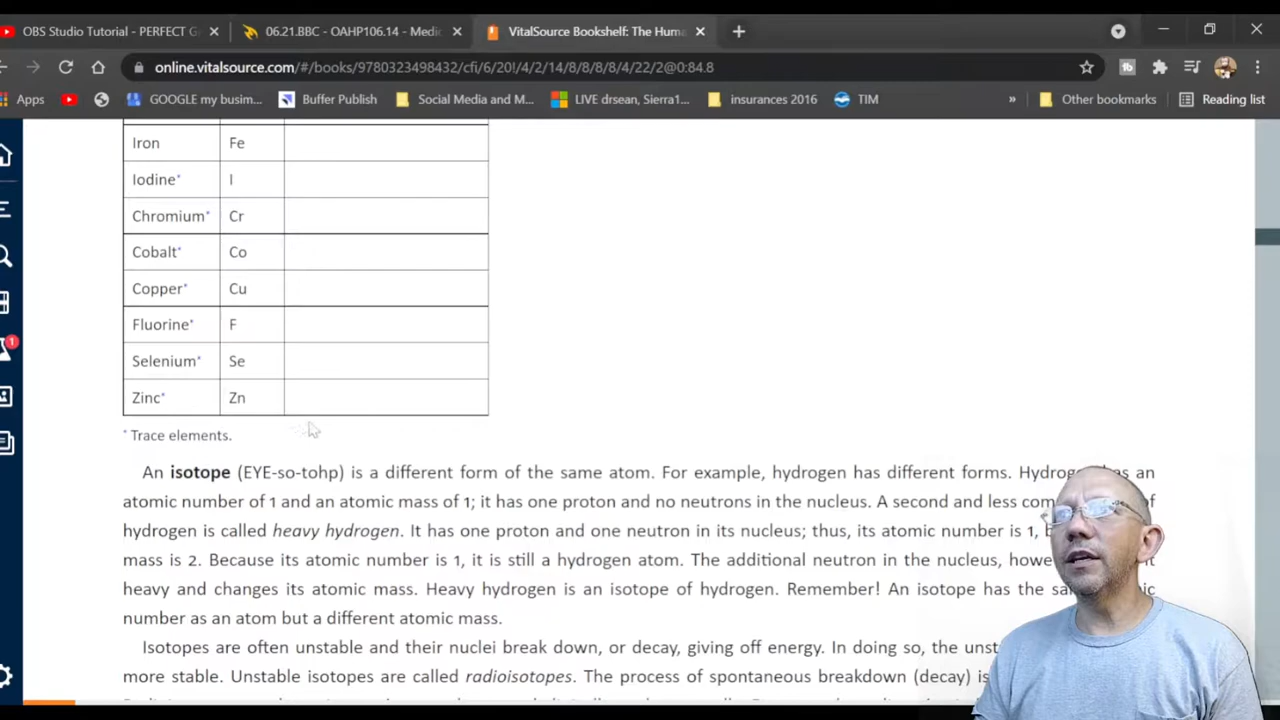 OBS Studio Tutorial - PERFECT G
06.21.BBC - OAHP106.14 - Medic
VitalSource Bookshelf: The Huma
online.vitalsource.com/#/books/9780323498432/cfi/6/20!/4/2/14/8/8/8/8/4/22/2@0:84.8
Apps
GOOGLE my busim...
Buffer Publish
Social Media and M...
LIVE drsean, Sierra1...
insurances 2016
TIM
»
Other bookmarks
Reading list
Iron Fe
Iodine* I
Chromium* Cr
Cobalt* Co
Copper* Cu
Fluorine* F
Selenium* Se
Zinc* Zn
1
* Trace elements.
An isotope (EYE-so-tohp) is a different form of the same atom. For example, hydrogen has different forms. as an
atomic number of 1 and an atomic mass of 1; it has one proton and no neutrons in the nucleus. A second and less of
hydrogen is called heavy hydrogen. It has one proton and one neutron in its nucleus; thus, its atomic number is 1,
mass is 2. Because its atomic number is 1, it is still a hydrogen atom. The additional neutron in the nucleus,
heavy and changes its atomic mass. Heavy hydrogen is an isotope of hydrogen. Remember! An isotope has the
number as an atom but a different atomic mass.
Isotopes are often unstable and their nuclei break down, or decay, giving off energy. In doing so, the
more stable. Unstable isotopes are called radioisotopes. The process of spontaneous breakdown (decay) is